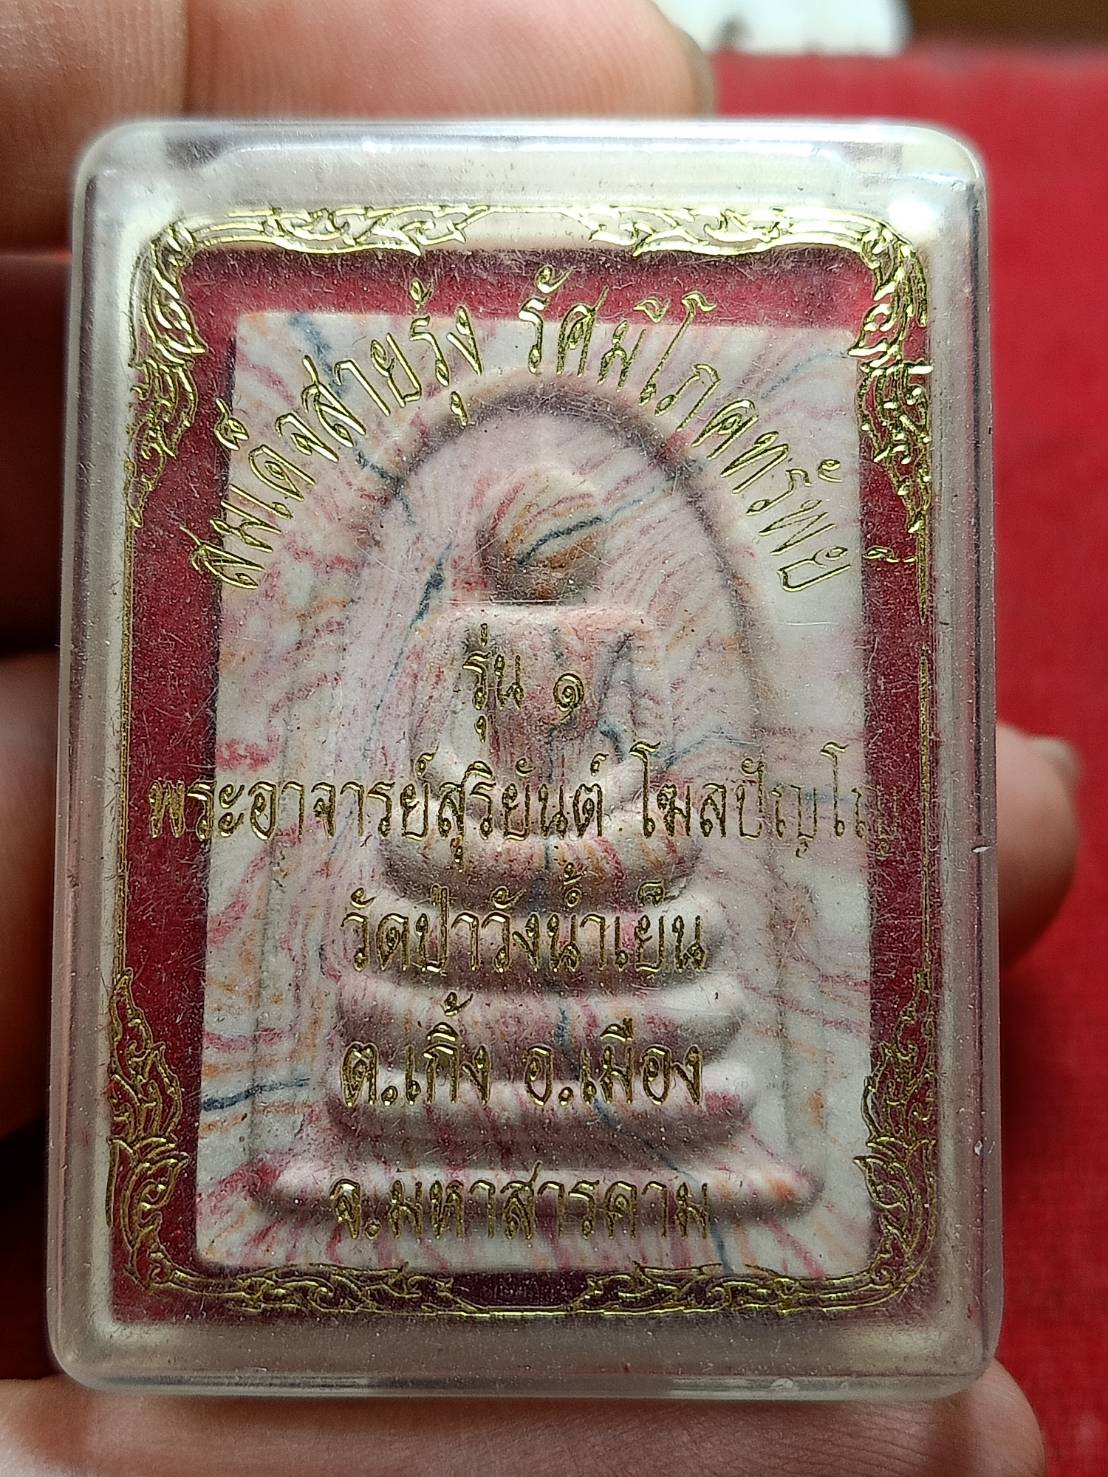 สมเด็จสายรุ้ง รัศมีโภคทรัพย์
รุ่น ๑
พระอาจารย์สุริยันต์ โฆสปัญโญ
วัดป่าวังน้ำเย็น
ต.เกิ้ง อ.เมือง
จ.มหาสารคาม